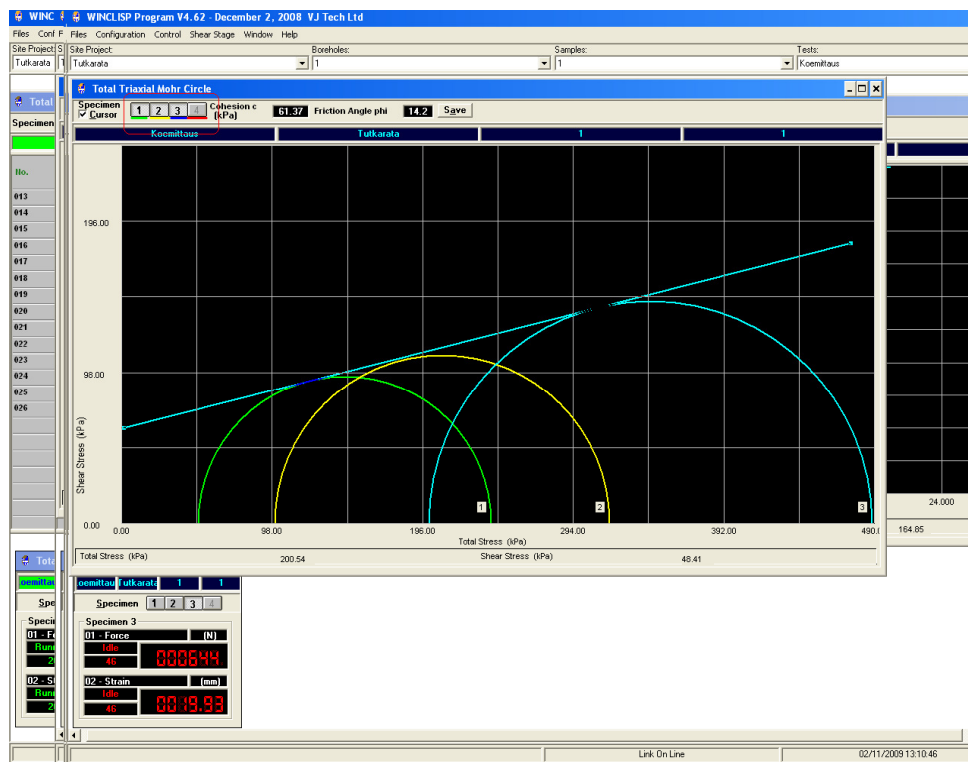 WINC WINCLISP Program V4.62 - December 2, 2008 VJ Tech Ltd
Files Conf F Files Configuration Control Shear Stage Window Help
Site Project: S Site Project: Boreholes: Samples: Tests:
Tutkarata T Tutkarata 1 1 Koemittaus
Total Total Triaxial Mohr Circle
Specimen 1 2 3 4 Cohesion c (kPa) 61.37 Friction Angle phi 14.2 Save
Cursor
Specimen
Koemittaus Tutkarata 1 1
No.
013
014
015
016
017
018
019
020
021
022
023
024
025
026
196.00
98.00
0.00
Shear Stress (kPa)
1 2 3
0.00 98.00 196.00 294.00 392.00 490.0
Total Stress (kPa)
24.000
Total Stress (kPa) 200.54 Shear Stress (kPa) 48.41
164.85
Tota
oemittau oemittau Tutkarata 1 1
Spe Specimen 1 2 3 4
Speci Specimen 3
01 - Fo 01 - Force (N)
Run Idle
2 46 000644
02 - S 02 - Strain (mm)
Run Idle
2 46 0019.93
Link On Line 02/11/2009 13:10:46